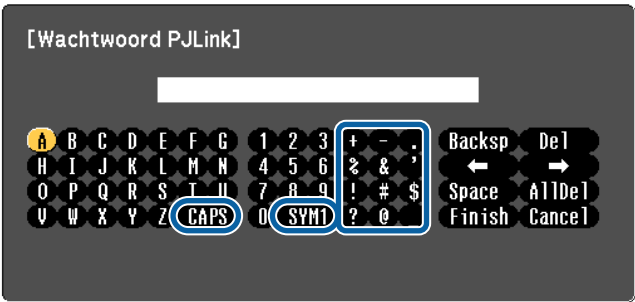 [Wachtwoord PJLink]
A B C D E F G 1 2 3 + - . Backsp Del
H I J K L M N 4 5 6 % & ' ← →
O P Q R S T U 7 8 9 ! # $ Space AllDel
V W X Y Z CAPS 0 SYM1 ? @ _ Finish Cancel